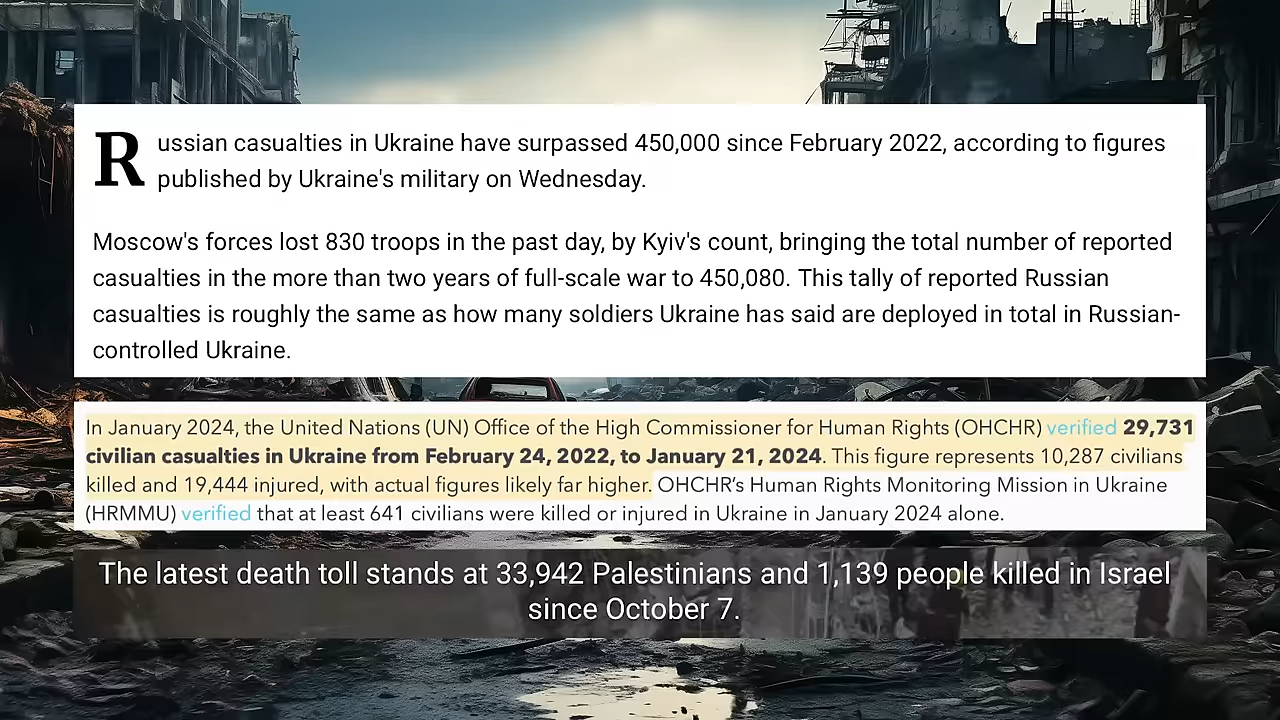 Russian casualties in Ukraine have surpassed 450,000 since February 2022, according to figures
published by Ukraine's military on Wednesday.
Moscow's forces lost 830 troops in the past day, by Kyiv's count, bringing the total number of reported
casualties in the more than two years of full-scale war to 450,080. This tally of reported Russian
casualties is roughly the same as how many soldiers Ukraine has said are deployed in total in Russian-
controlled Ukraine.
In January 2024, the United Nations (UN) Office of the High Commissioner for Human Rights (OHCHR) verified 29,731
civilian casualties in Ukraine from February 24, 2022, to January 21, 2024. This figure represents 10,287 civilians
killed and 19,444 injured, with actual figures likely far higher. OHCHR’s Human Rights Monitoring Mission in Ukraine
(HRMMU) verified that at least 641 civilians were killed or injured in Ukraine in January 2024 alone.
The latest death toll stands at 33,942 Palestinians and 1,139 people killed in Israel
since October 7.